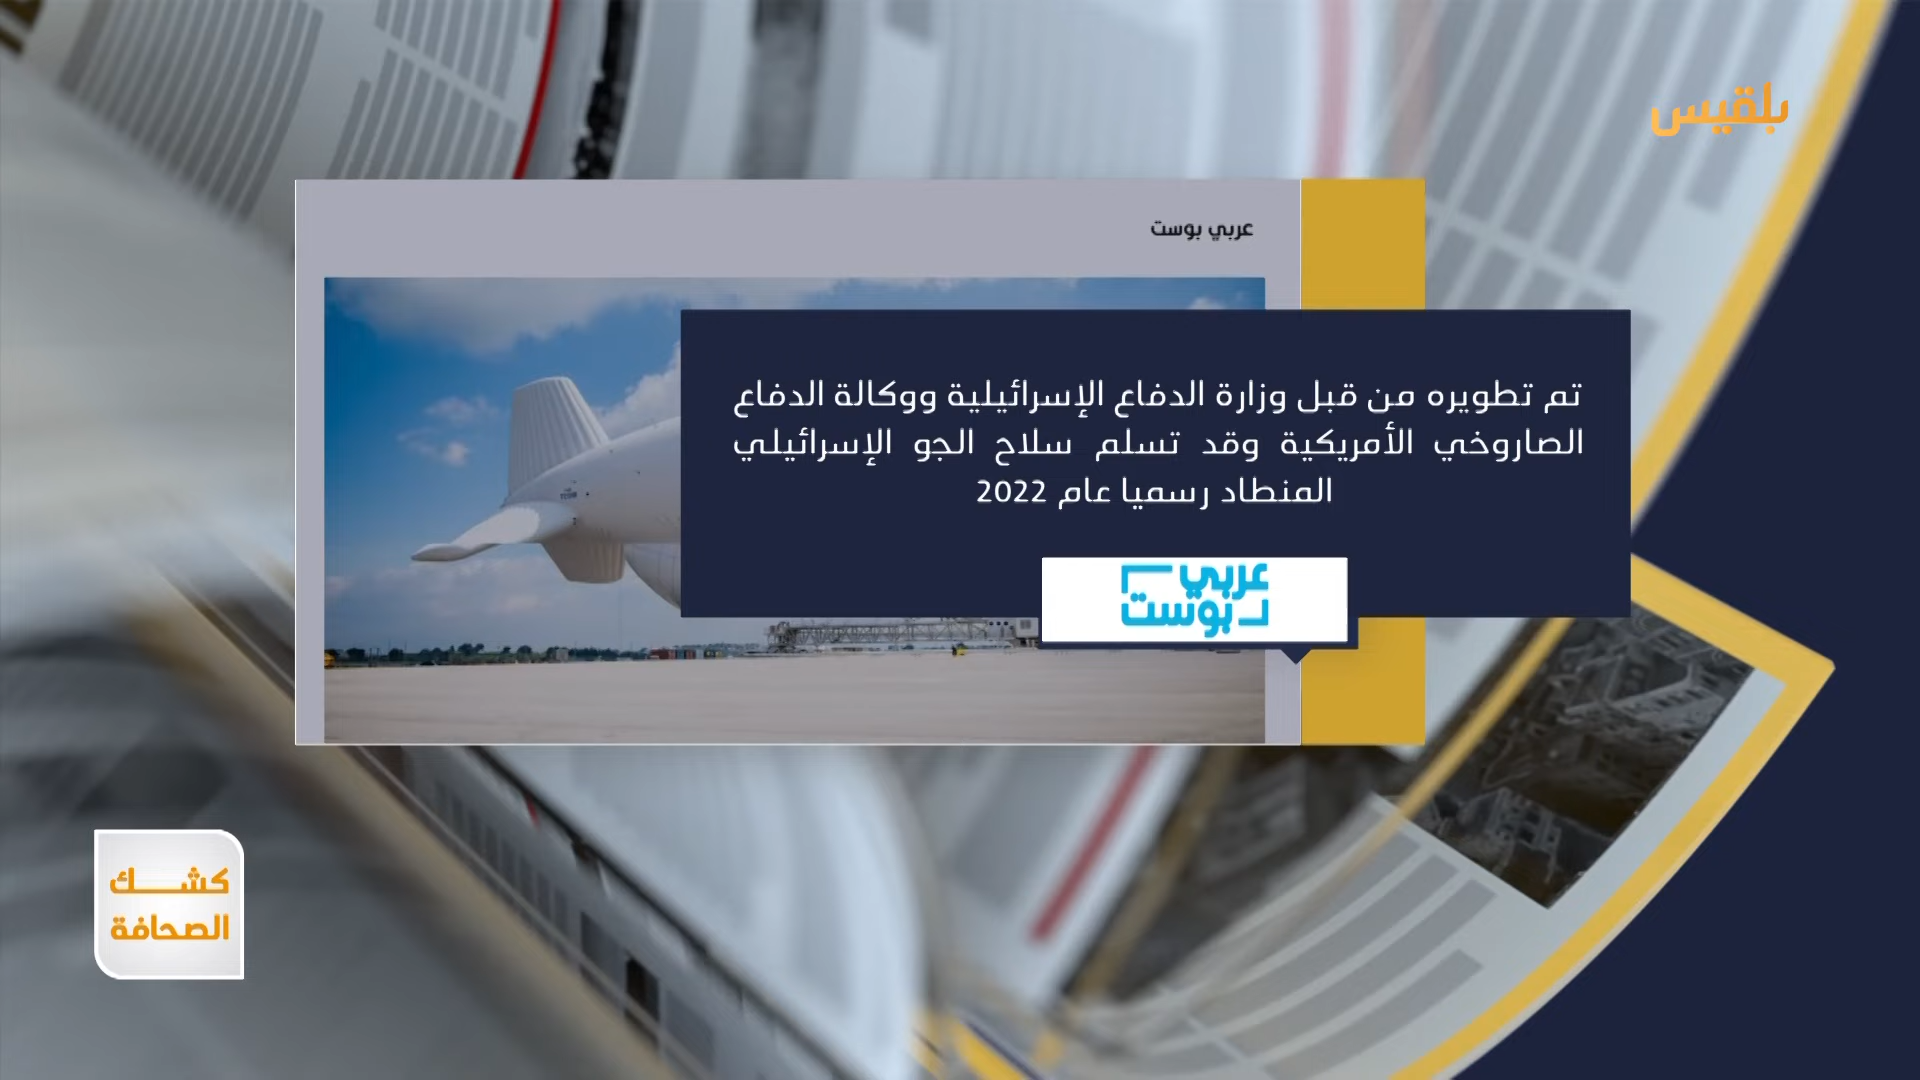 بلقيس
عربي بوست
تم تطويره من قبل وزارة الدفاع الإسرائيلية ووكالة الدفاع
الصاروخي الأمريكية وقد تسلم سلاح الجو الإسرائيلي
المنطاد رسميا عام 2022
عربي
بوست
كشك
الصحافة